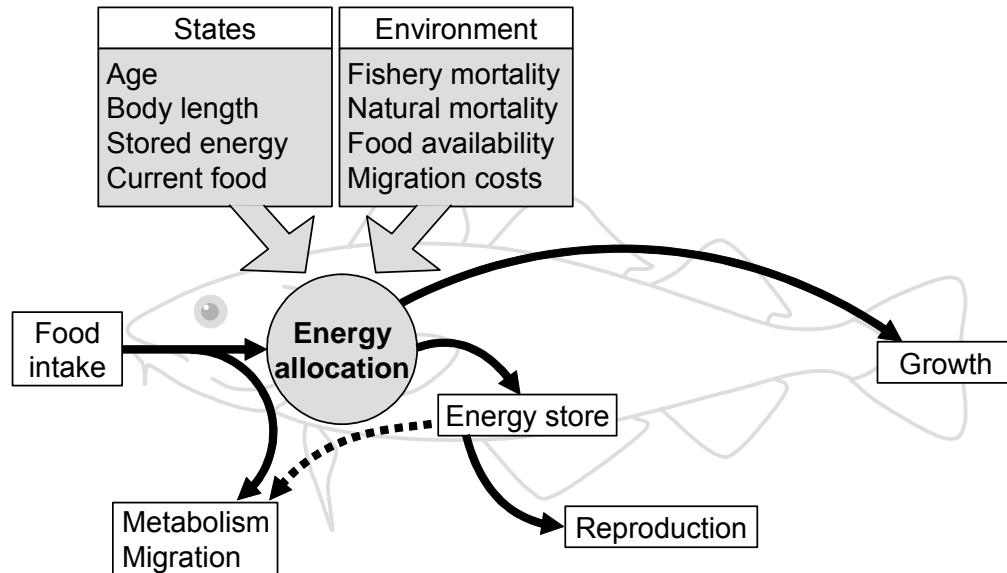 States
Age
Body length
Stored energy
Current food
Environment
Fishery mortality
Natural mortality
Food availability
Migration costs
Food
intake
Energy
allocation
Growth
Energy store
Metabolism
Migration
Reproduction